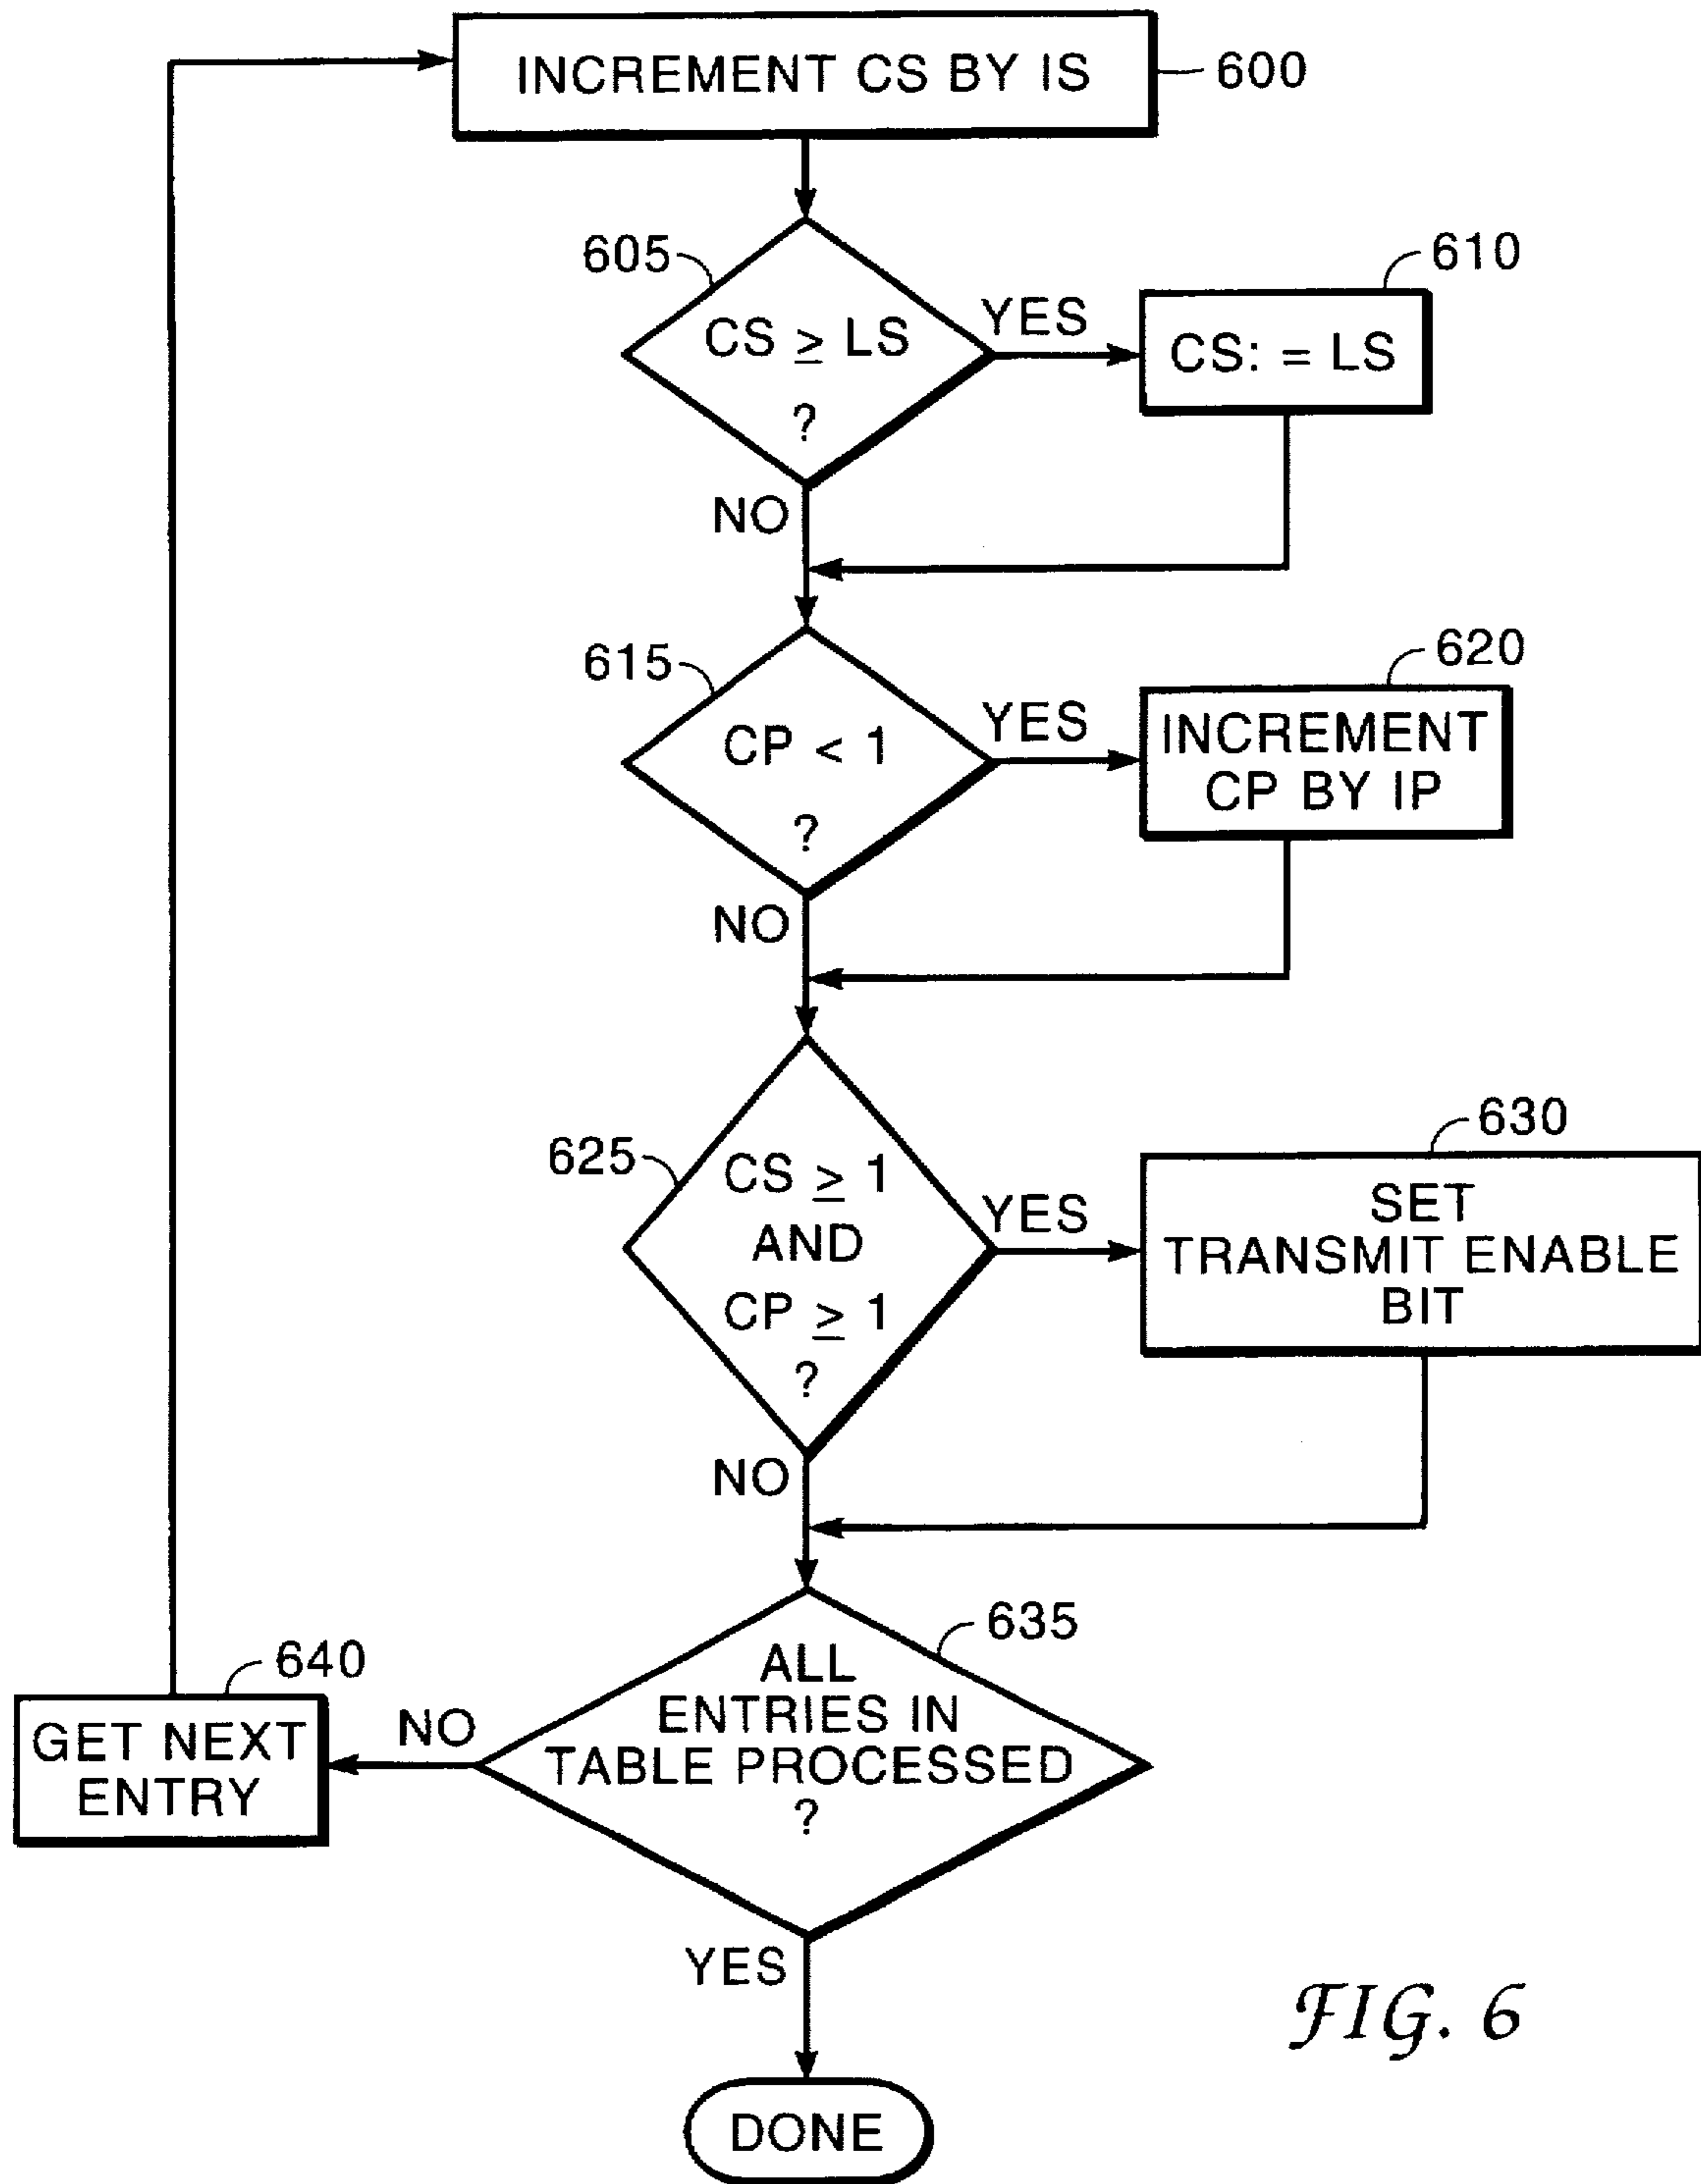 INCREMENT CS BY IS
600
605
CS ≥ LS
?
YES
610
CS: = LS
NO
615
CP < 1
?
YES
620
INCREMENT
CP BY IP
NO
625
CS ≥ 1
AND
CP ≥ 1
?
YES
630
SET
TRANSMIT ENABLE
BIT
NO
635
ALL
ENTRIES IN
TABLE PROCESSED
?
NO
640
GET NEXT
ENTRY
YES
DONE
FIG. 6